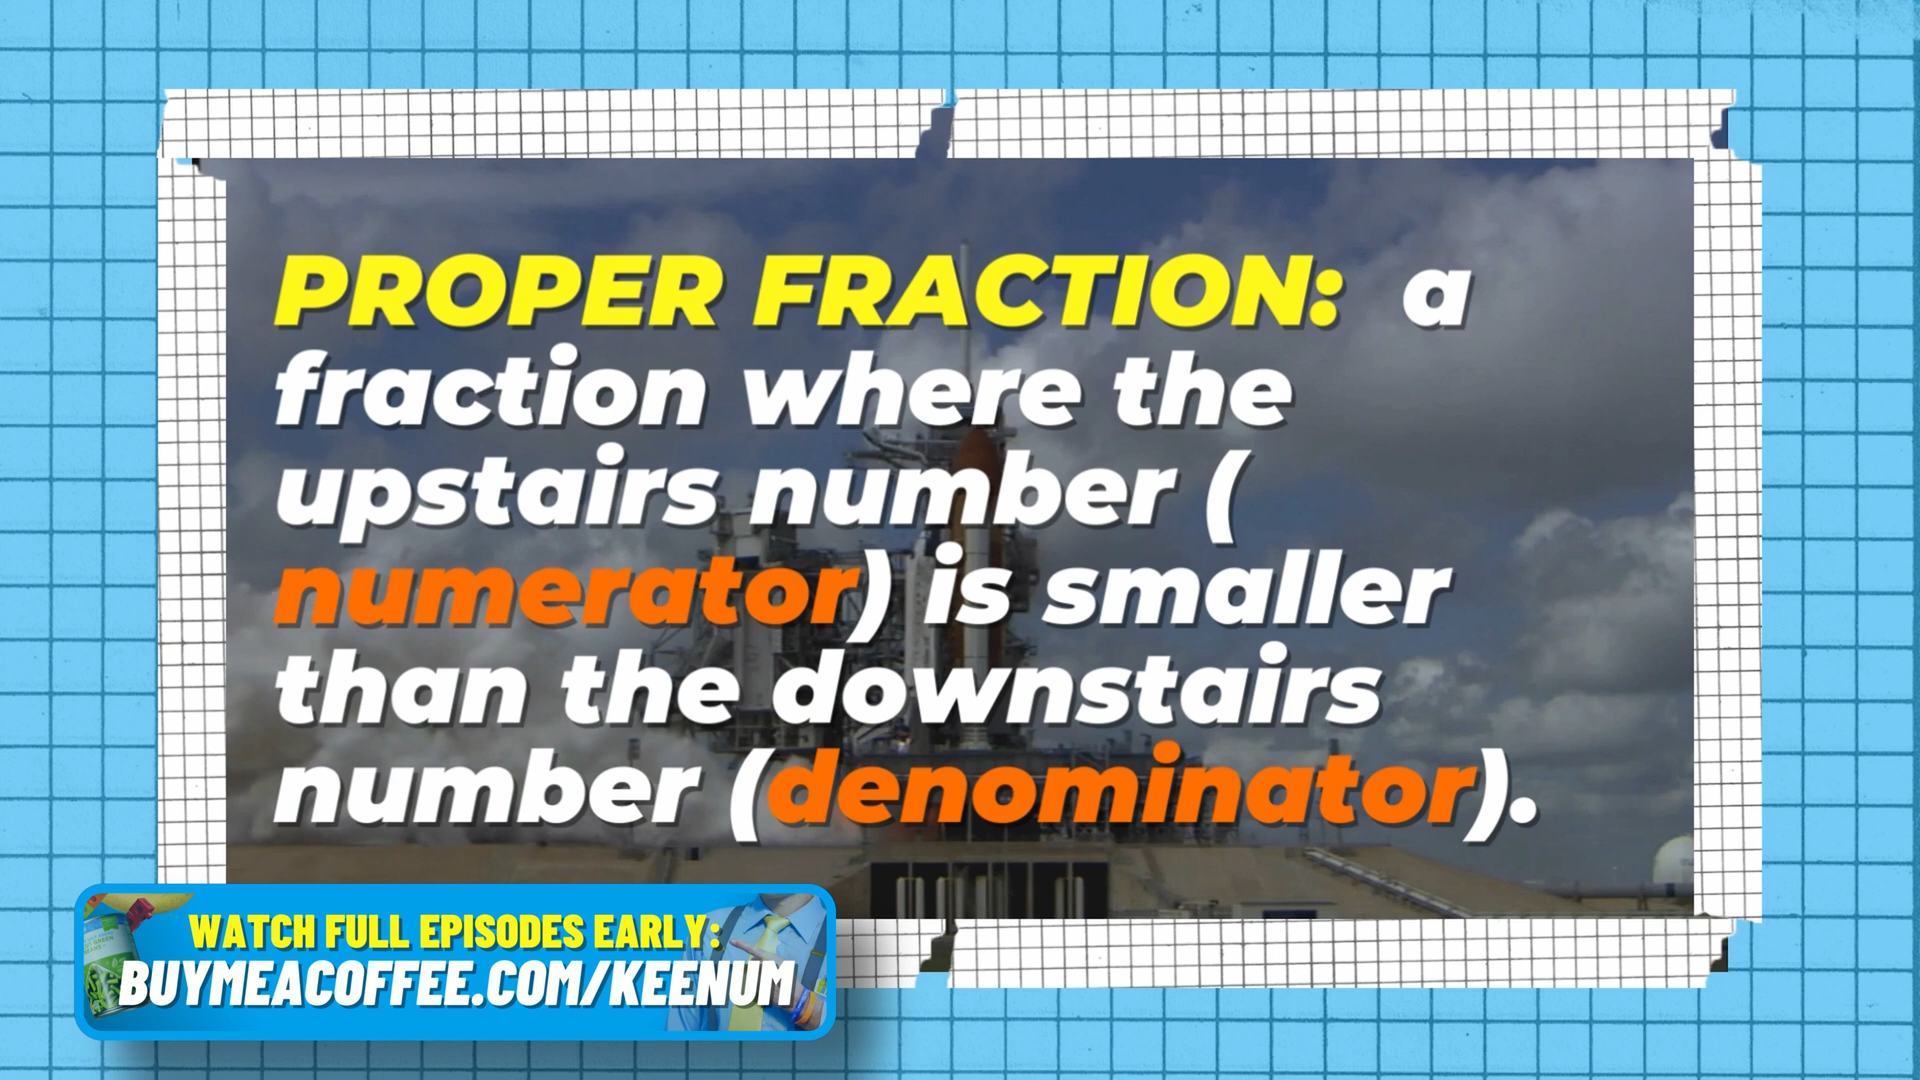 PROPER FRACTION: a
fraction where the
upstairs number (
numerator) is smaller
than the downstairs
number (denominator).
WATCH FULL EPISODES EARLY:
BUYMEACOFFEE.COM/KEENUM